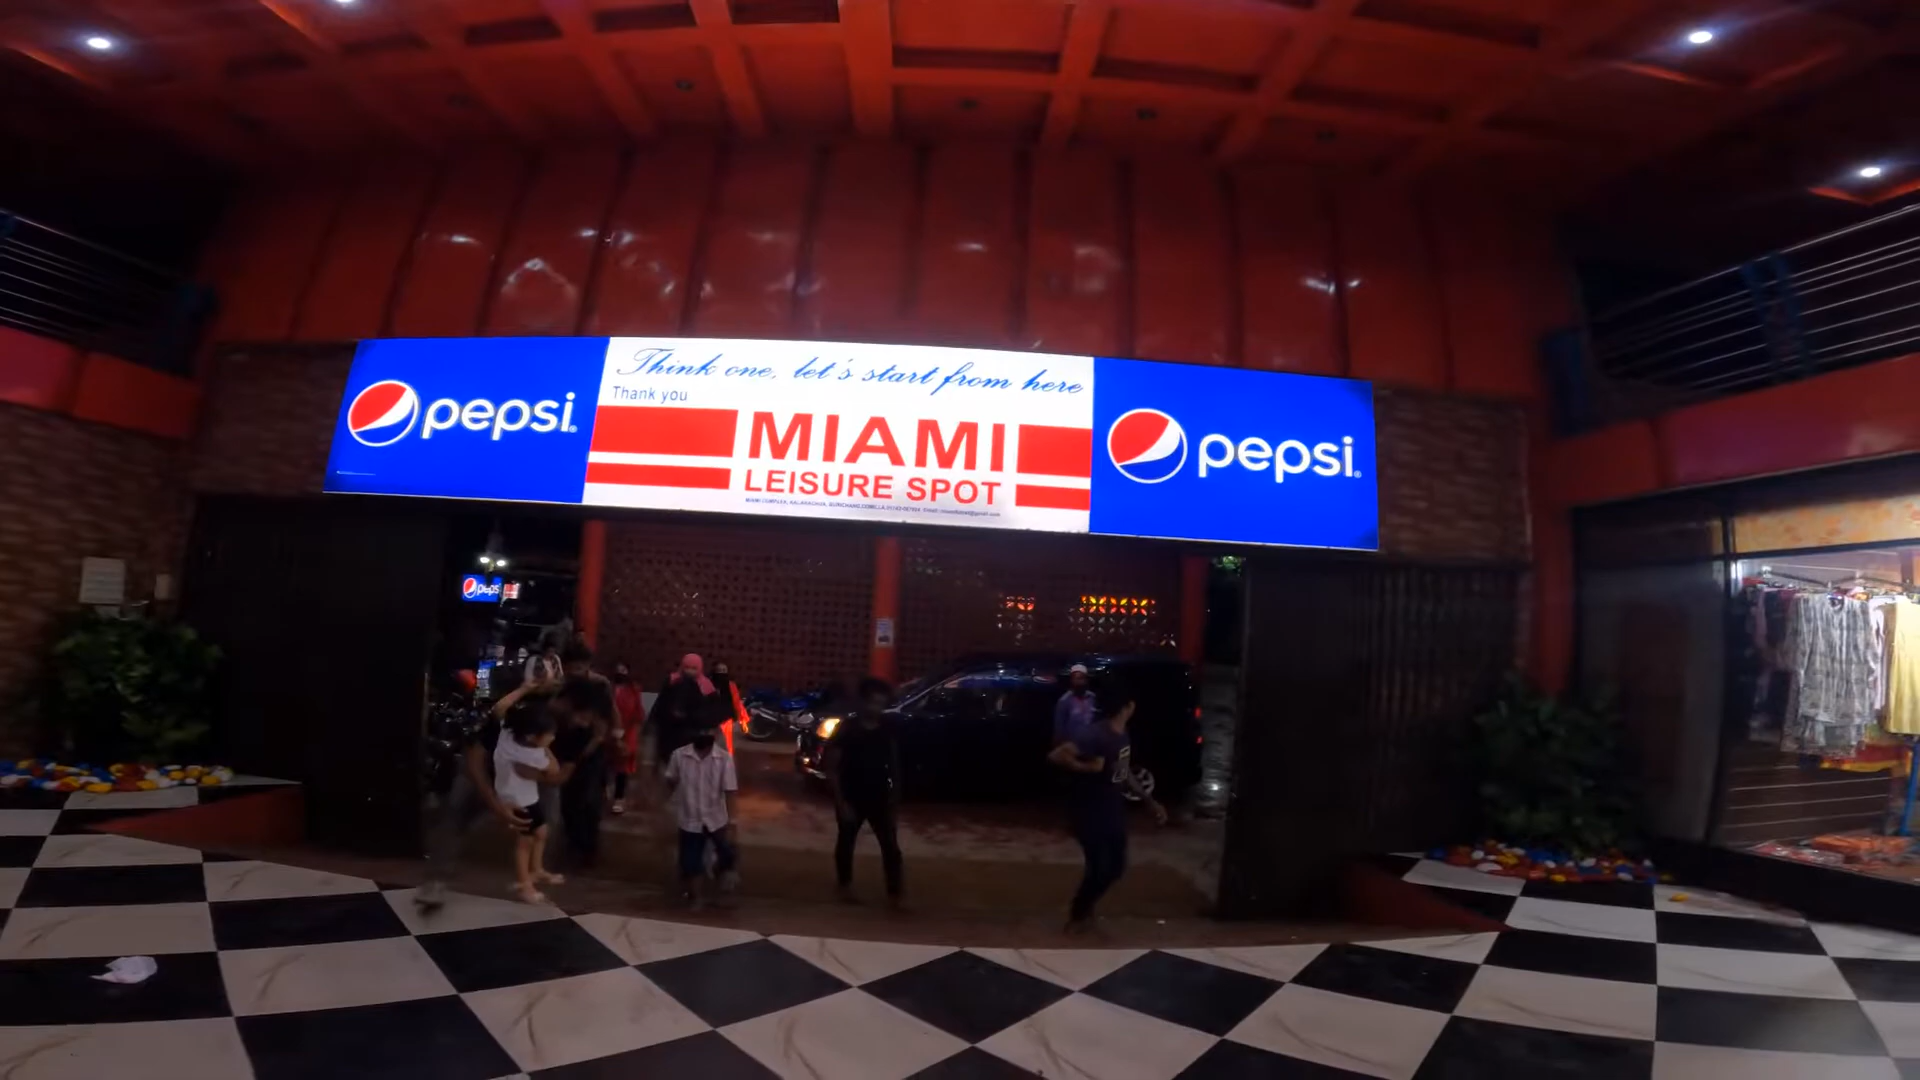 pepsi
Think one, let's start from here
Thank you
MIAMI
LEISURE SPOT
pepsi
pepsi